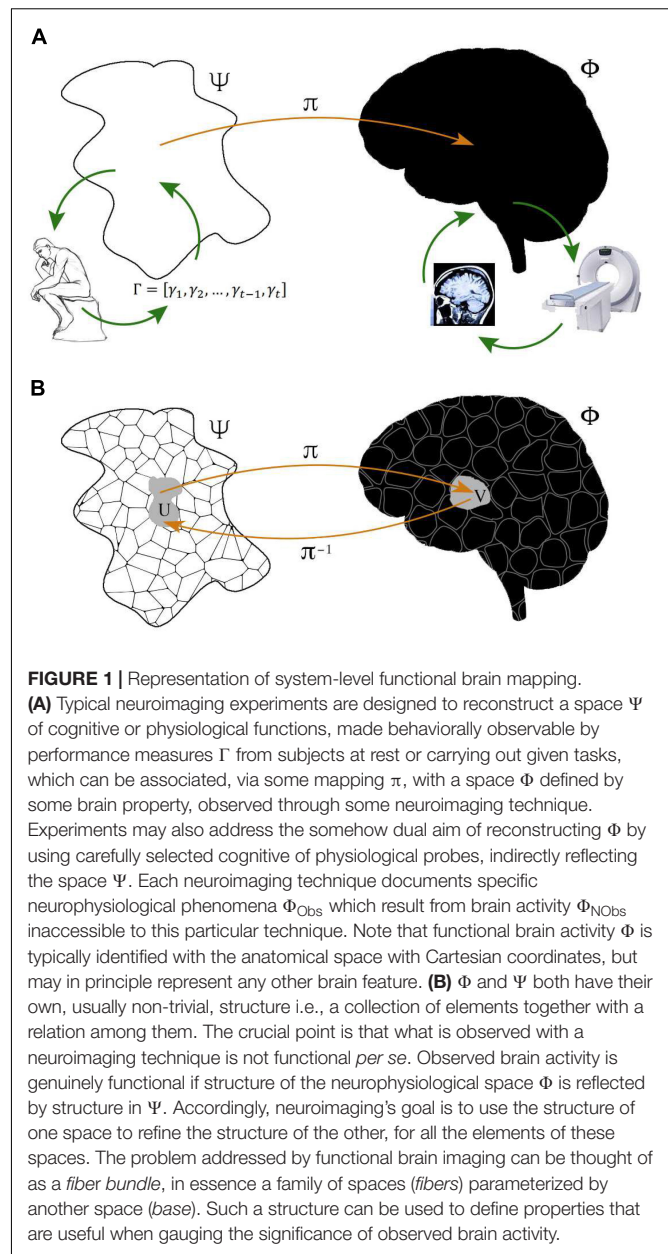 A
Ψ
Φ
π
Γ = [γ₁, γ₂, …, γₜ₋₁, γₜ]
B
Ψ
Φ
π
U
V
π⁻¹
FIGURE 1 | Representation of system-level functional brain mapping.
(A) Typical neuroimaging experiments are designed to reconstruct a space Ψ
of cognitive or physiological functions, made behaviorally observable by
performance measures Γ from subjects at rest or carrying out given tasks,
which can be associated, via some mapping π, with a space Φ defined by
some brain property, observed through some neuroimaging technique.
Experiments may also address the somehow dual aim of reconstructing Φ by
using carefully selected cognitive of physiological probes, indirectly reflecting
the space Ψ. Each neuroimaging technique documents specific
neurophysiological phenomena Φ_Obs which result from brain activity Φ_NObs
inaccessible to this particular technique. Note that functional brain activity Φ is
typically identified with the anatomical space with Cartesian coordinates, but
may in principle represent any other brain feature. (B) Φ and Ψ both have their
own, usually non-trivial, structure i.e., a collection of elements together with a
relation among them. The crucial point is that what is observed with a
neuroimaging technique is not functional per se. Observed brain activity is
genuinely functional if structure of the neurophysiological space Φ is reflected
by structure in Ψ. Accordingly, neuroimaging's goal is to use the structure of
one space to refine the structure of the other, for all the elements of these
spaces. The problem addressed by functional brain imaging can be thought of
as a fiber bundle, in essence a family of spaces (fibers) parameterized by
another space (base). Such a structure can be used to define properties that
are useful when gauging the significance of observed brain activity.